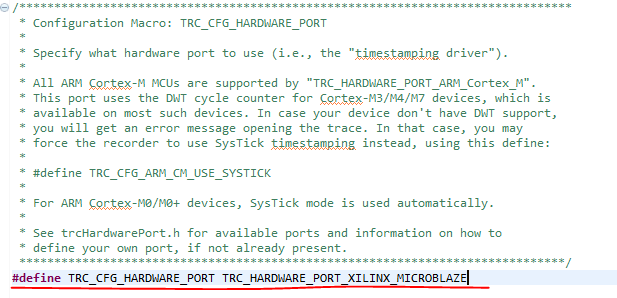 /******************************************************************************
 * Configuration Macro: TRC_CFG_HARDWARE_PORT
 *
 * Specify what hardware port to use (i.e., the "timestamping driver").
 *
 * All ARM Cortex-M MCUs are supported by "TRC_HARDWARE_PORT_ARM_Cortex_M".
 * This port uses the DWT cycle counter for Cortex-M3/M4/M7 devices, which is
 * available on most such devices. In case your device don't have DWT support,
 * you will get an error message opening the trace. In that case, you may
 * force the recorder to use SysTick timestamping instead, using this define:
 *
 * #define TRC_CFG_ARM_CM_USE_SYSTICK
 *
 * For ARM Cortex-M0/M0+ devices, SysTick mode is used automatically.
 *
 * See trcHardwarePort.h for available ports and information on how to
 * define your own port, if not already present.
 ******************************************************************************/
#define TRC_CFG_HARDWARE_PORT TRC_HARDWARE_PORT_XILINX_MICROBLAZE